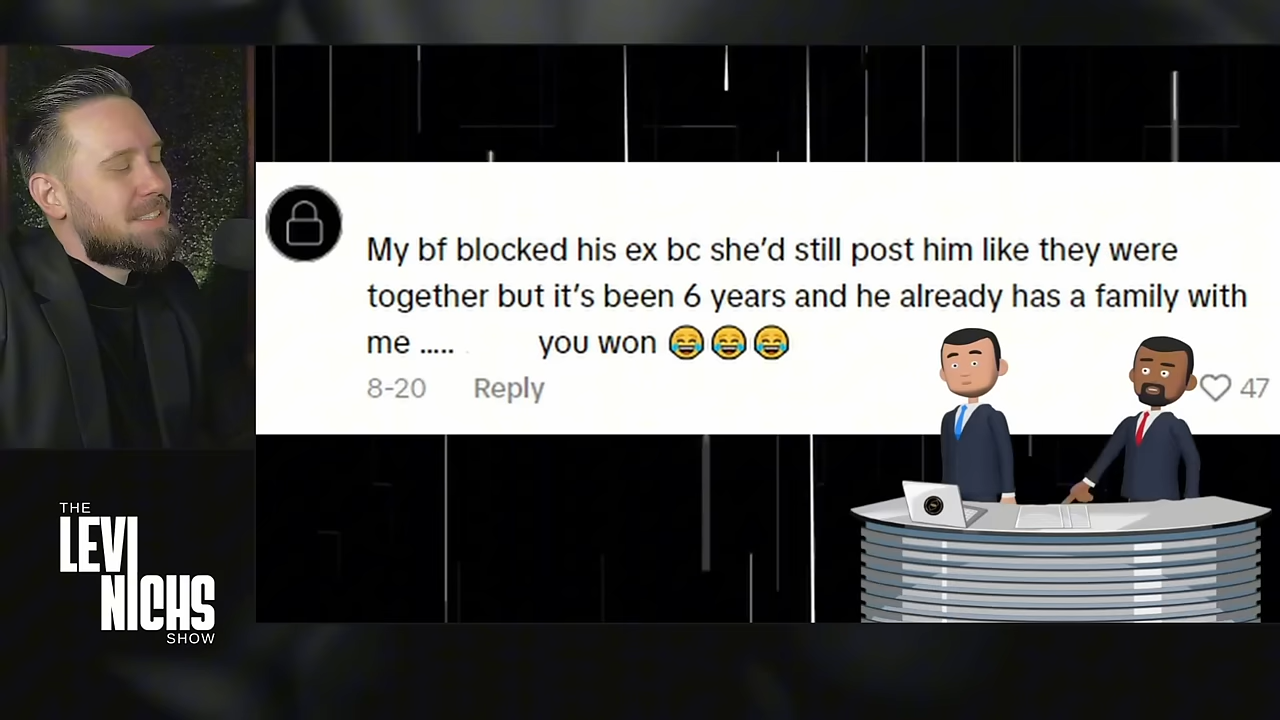 My bf blocked his ex bc she’d still post him like they were
together but it’s been 6 years and he already has a family with
me ..... you won 😂😂😂
8-20 Reply
47
THE
LEVI
NICHS
SHOW